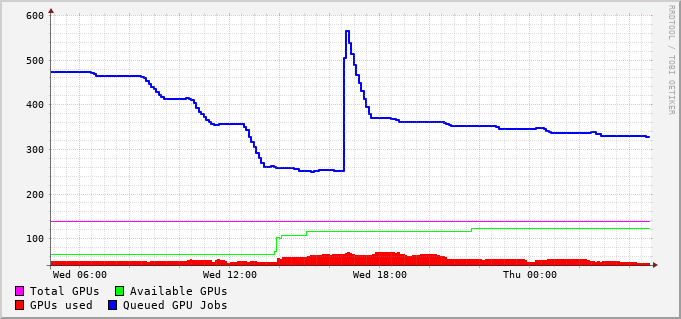 600
500
400
300
200
100
Wed 06:00 Wed 12:00 Wed 18:00 Thu 00:00
Total GPUs Available GPUs
GPUs used Queued GPU Jobs
RRDTOOL / TOBI OETIKER